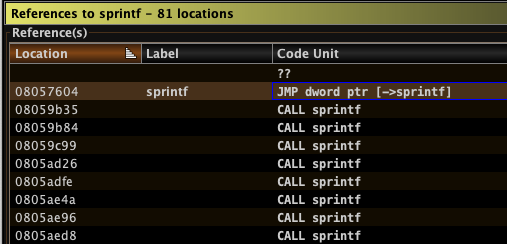 References to sprintf - 81 locations
Reference(s)
Location Label Code Unit
??
08057604 sprintf JMP dword ptr [->sprintf]
08059b35 CALL sprintf
08059b84 CALL sprintf
08059c99 CALL sprintf
0805ad26 CALL sprintf
0805adfe CALL sprintf
0805ae4a CALL sprintf
0805ae96 CALL sprintf
0805aed8 CALL sprintf